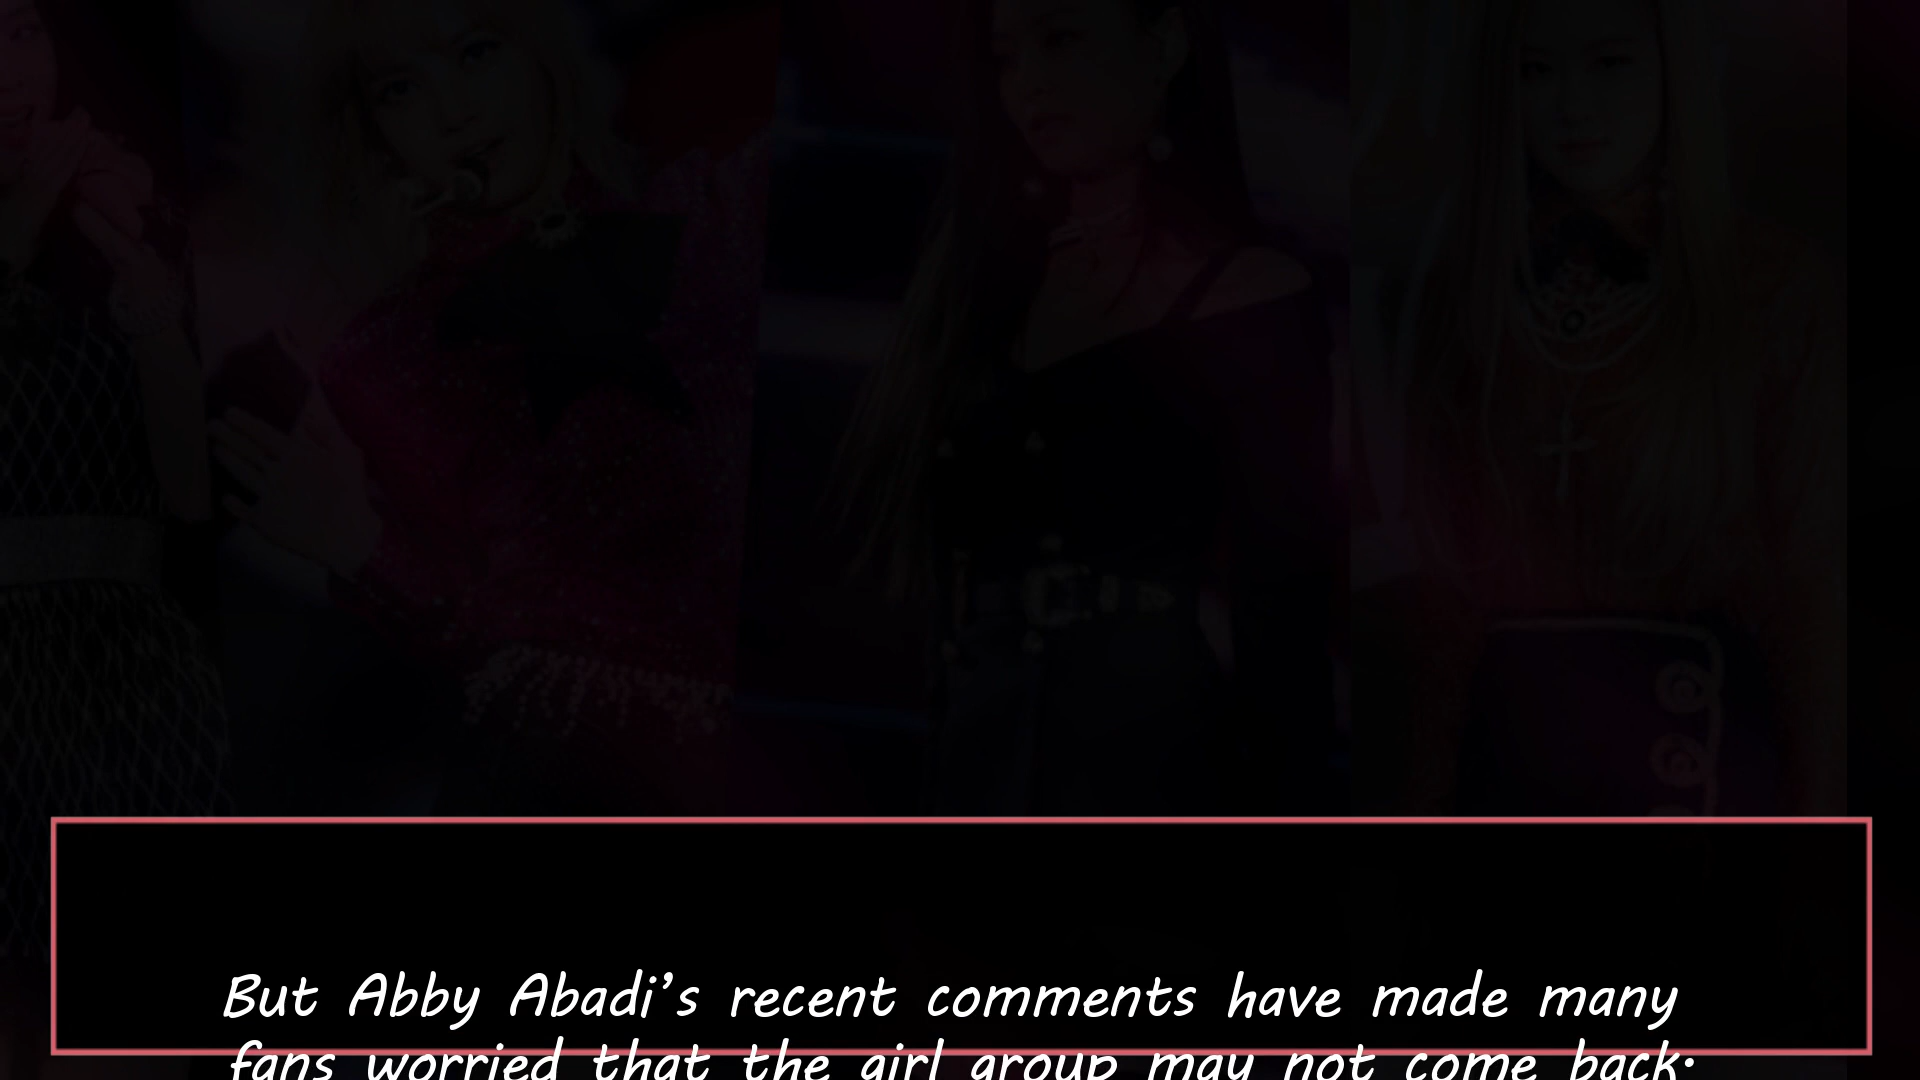 But Abby Abadi’s recent comments have made many
fans worried that the girl group may not come back.